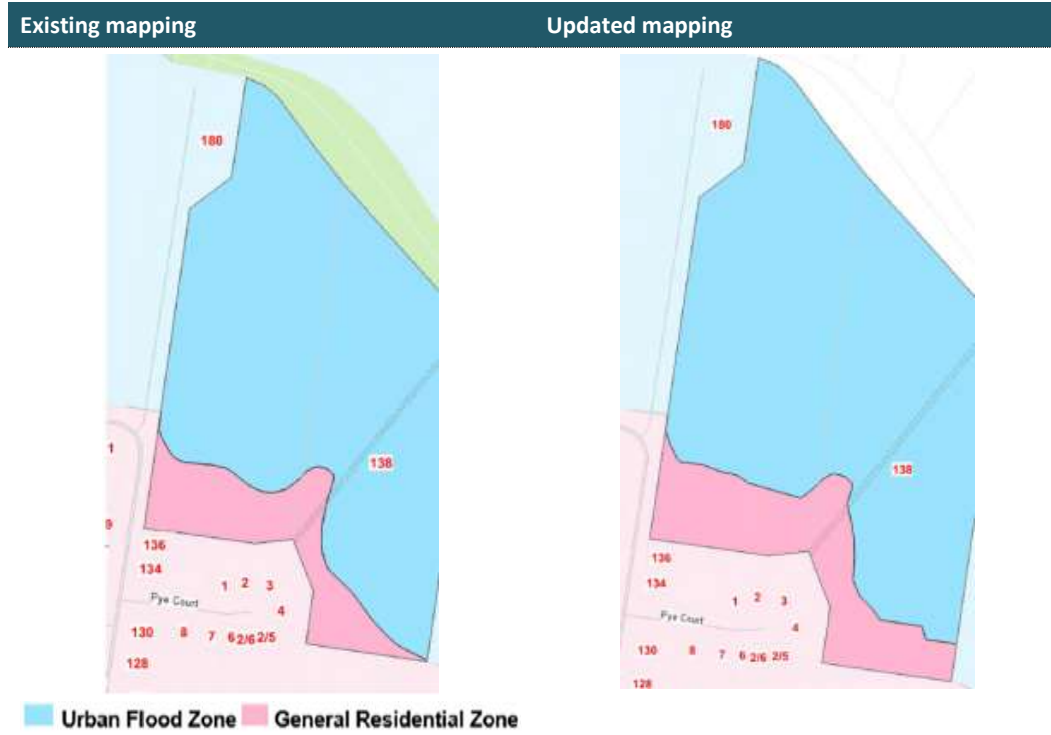 Existing mapping
Updated mapping
180
1
138
9
136
134
1 2 3
4
Pye Court
130 8 7 6 2/6 2/5
128
180
138
136
134
1 2 3
4
Pye Court
130 8 7 6 2/6 2/5
128
Urban Flood Zone General Residential Zone